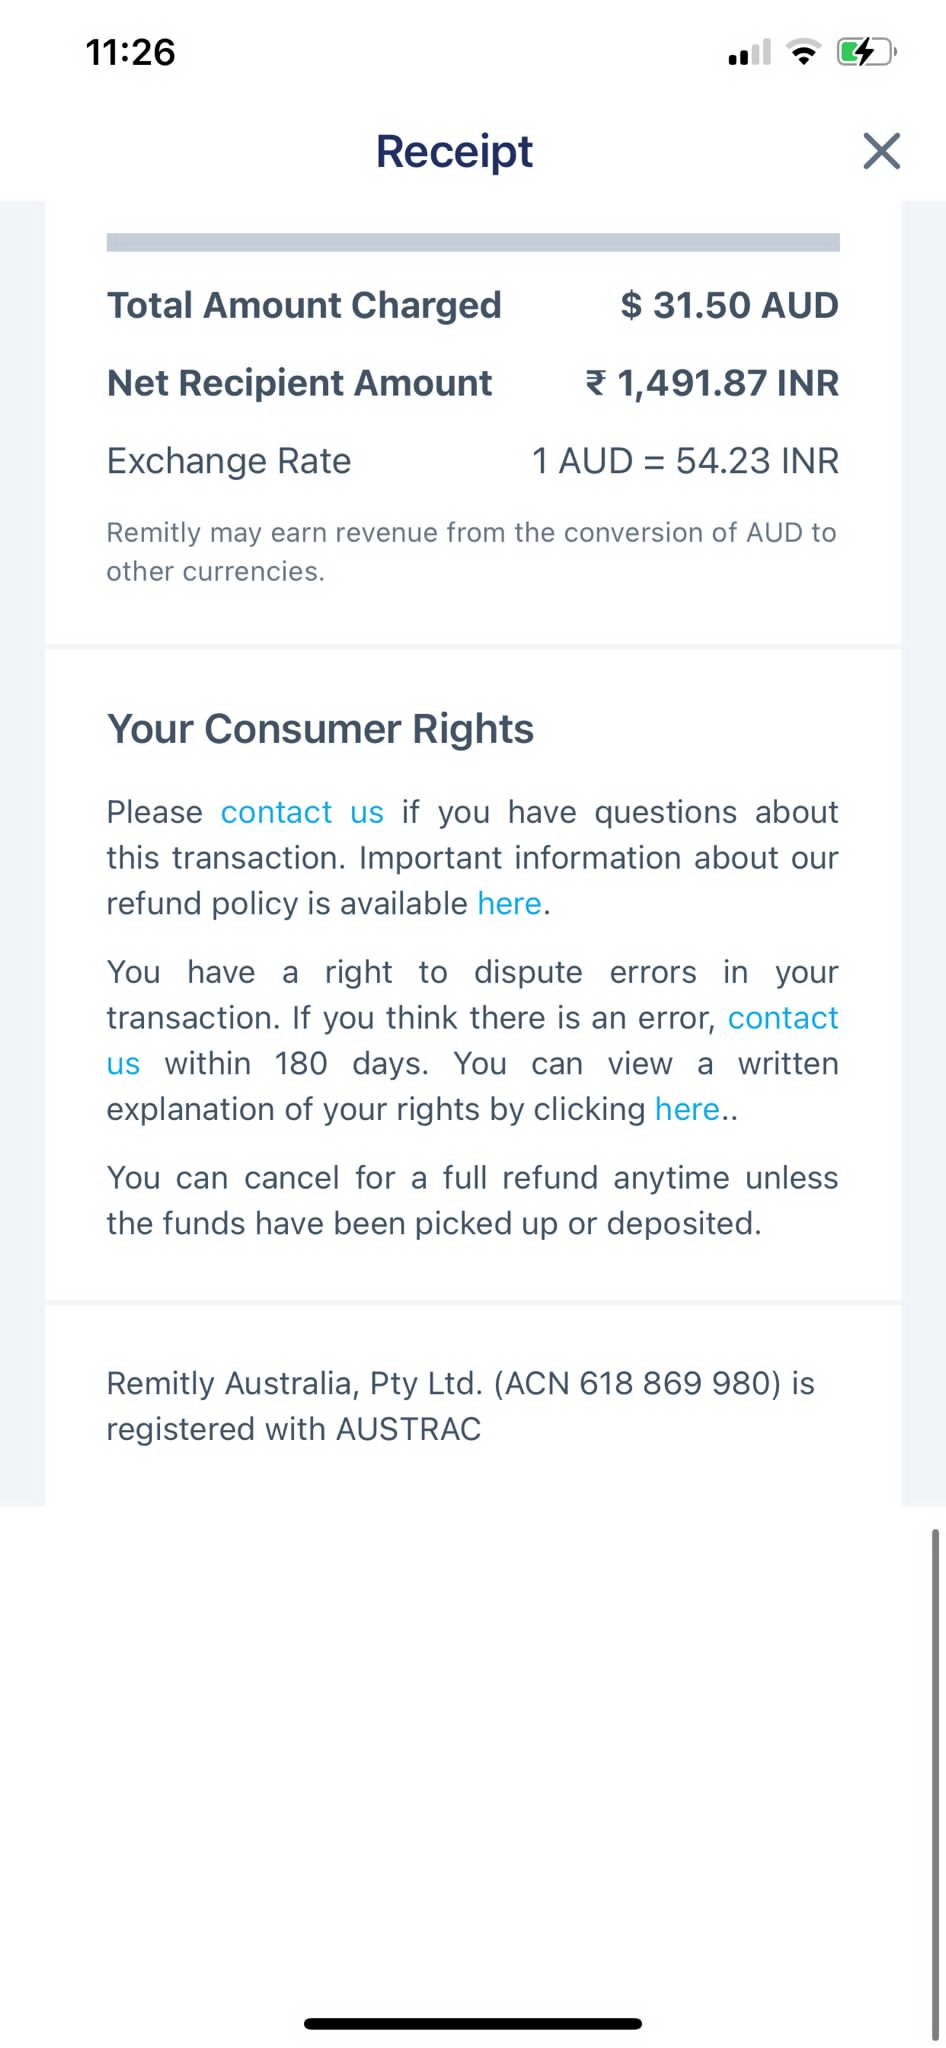 11:26
Receipt
Total Amount Charged $ 31.50 AUD
Net Recipient Amount ₹ 1,491.87 INR
Exchange Rate 1 AUD = 54.23 INR
Remitly may earn revenue from the conversion of AUD to
other currencies.
Your Consumer Rights
Please contact us if you have questions about
this transaction. Important information about our
refund policy is available here.
You have a right to dispute errors in your
transaction. If you think there is an error, contact
us within 180 days. You can view a written
explanation of your rights by clicking here..
You can cancel for a full refund anytime unless
the funds have been picked up or deposited.
Remitly Australia, Pty Ltd. (ACN 618 869 980) is
registered with AUSTRAC